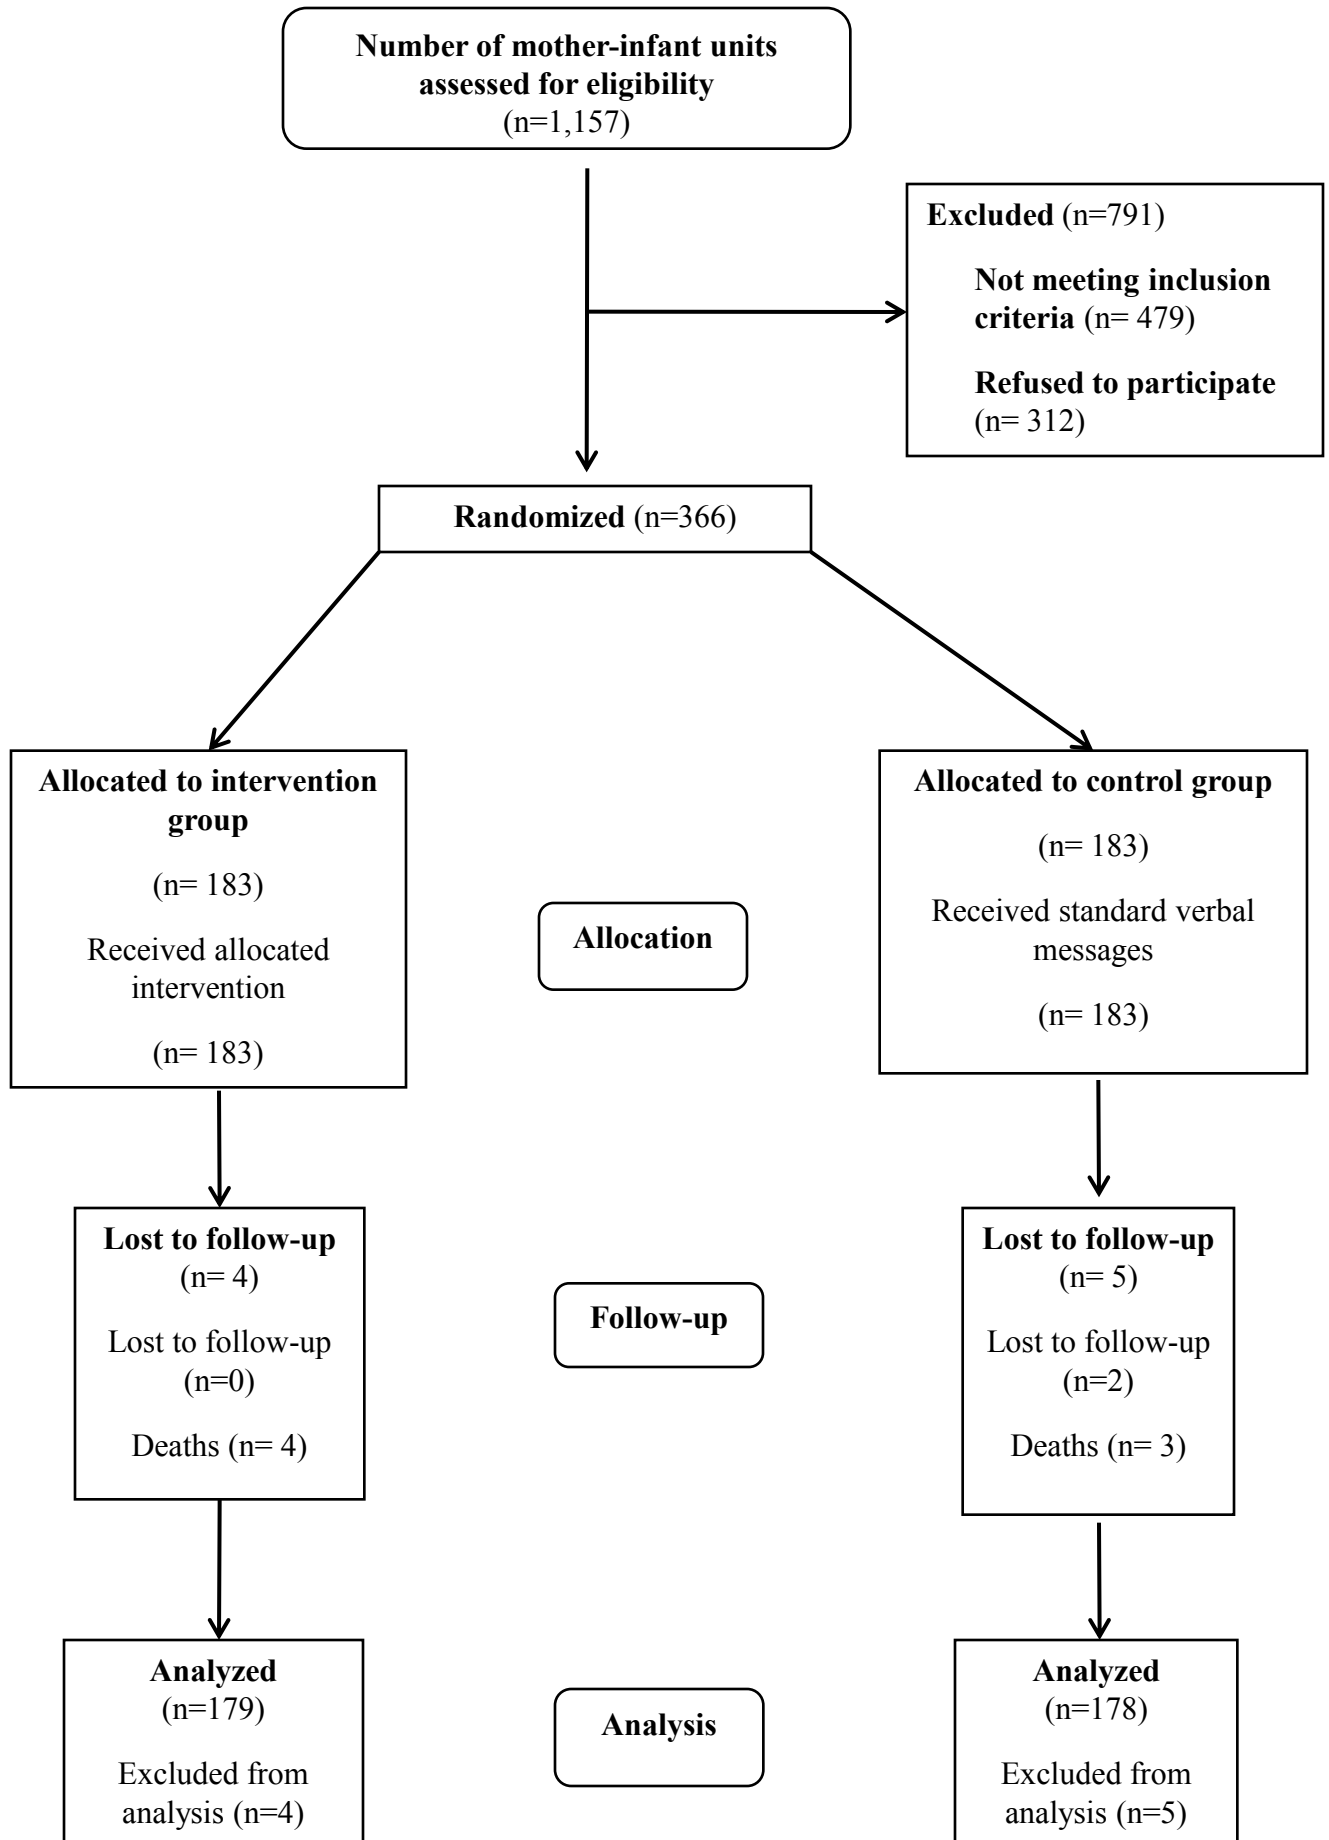 Number of mother-infant units
assessed for eligibility
(n=1,157)
Excluded (n=791)
Not meeting inclusion
criteria (n= 479)
Refused to participate
(n= 312)
Randomized (n=366)
Allocated to intervention
group
(n= 183)
Received allocated
intervention
(n= 183)
Allocation
Allocated to control group
(n= 183)
Received standard verbal
messages
(n= 183)
Lost to follow-up
(n= 4)
Lost to follow-up
(n=0)
Deaths (n= 4)
Follow-up
Lost to follow-up
(n= 5)
Lost to follow-up
(n=2)
Deaths (n= 3)
Analyzed
(n=179)
Excluded from
analysis (n=4)
Analysis
Analyzed
(n=178)
Excluded from
analysis (n=5)